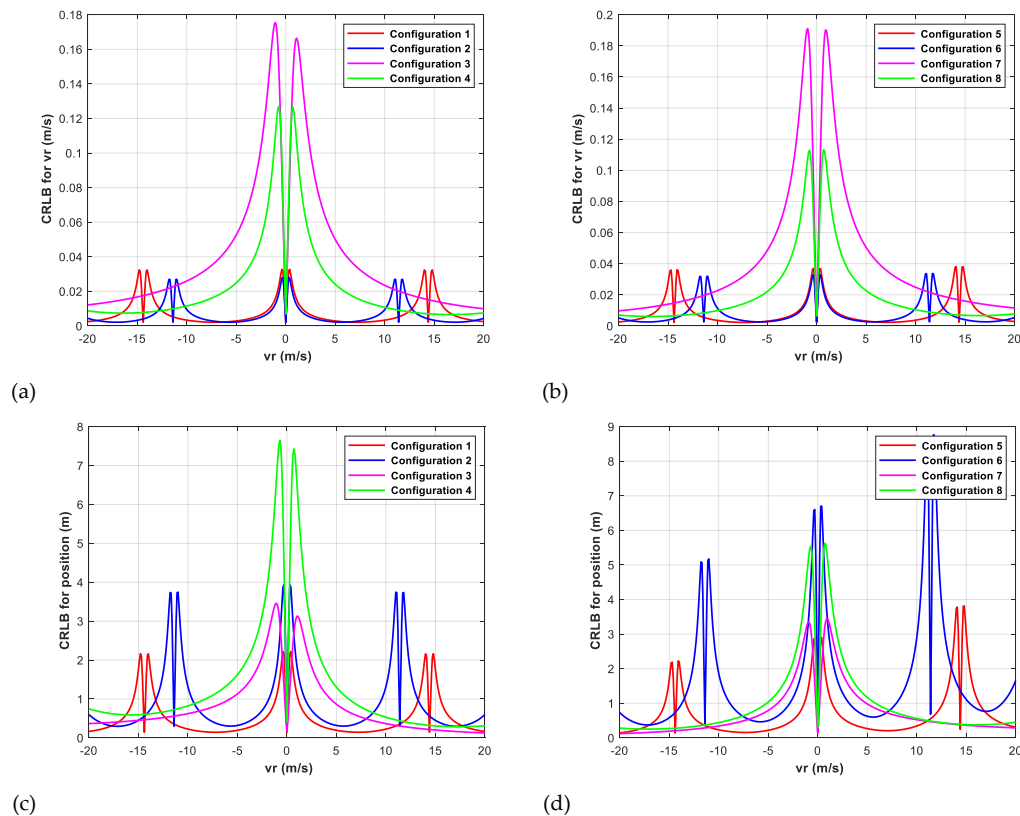 0.18
0.16
0.14
0.12
0.1
0.08
0.06
0.04
0.02
0
-20 -15 -10 -5 0 5 10 15 20
CRLB for vr (m/s)
vr (m/s)
Configuration 1
Configuration 2
Configuration 3
Configuration 4
(a)
0.2
0.18
0.16
0.14
0.12
0.1
0.08
0.06
0.04
0.02
0
-20 -15 -10 -5 0 5 10 15 20
CRLB for vr (m/s)
vr (m/s)
Configuration 5
Configuration 6
Configuration 7
Configuration 8
(b)
8
7
6
5
4
3
2
1
0
-20 -15 -10 -5 0 5 10 15 20
CRLB for position (m)
vr (m/s)
Configuration 1
Configuration 2
Configuration 3
Configuration 4
(c)
9
8
7
6
5
4
3
2
1
0
-20 -15 -10 -5 0 5 10 15 20
CRLB for position (m)
vr (m/s)
Configuration 5
Configuration 6
Configuration 7
Configuration 8
(d)